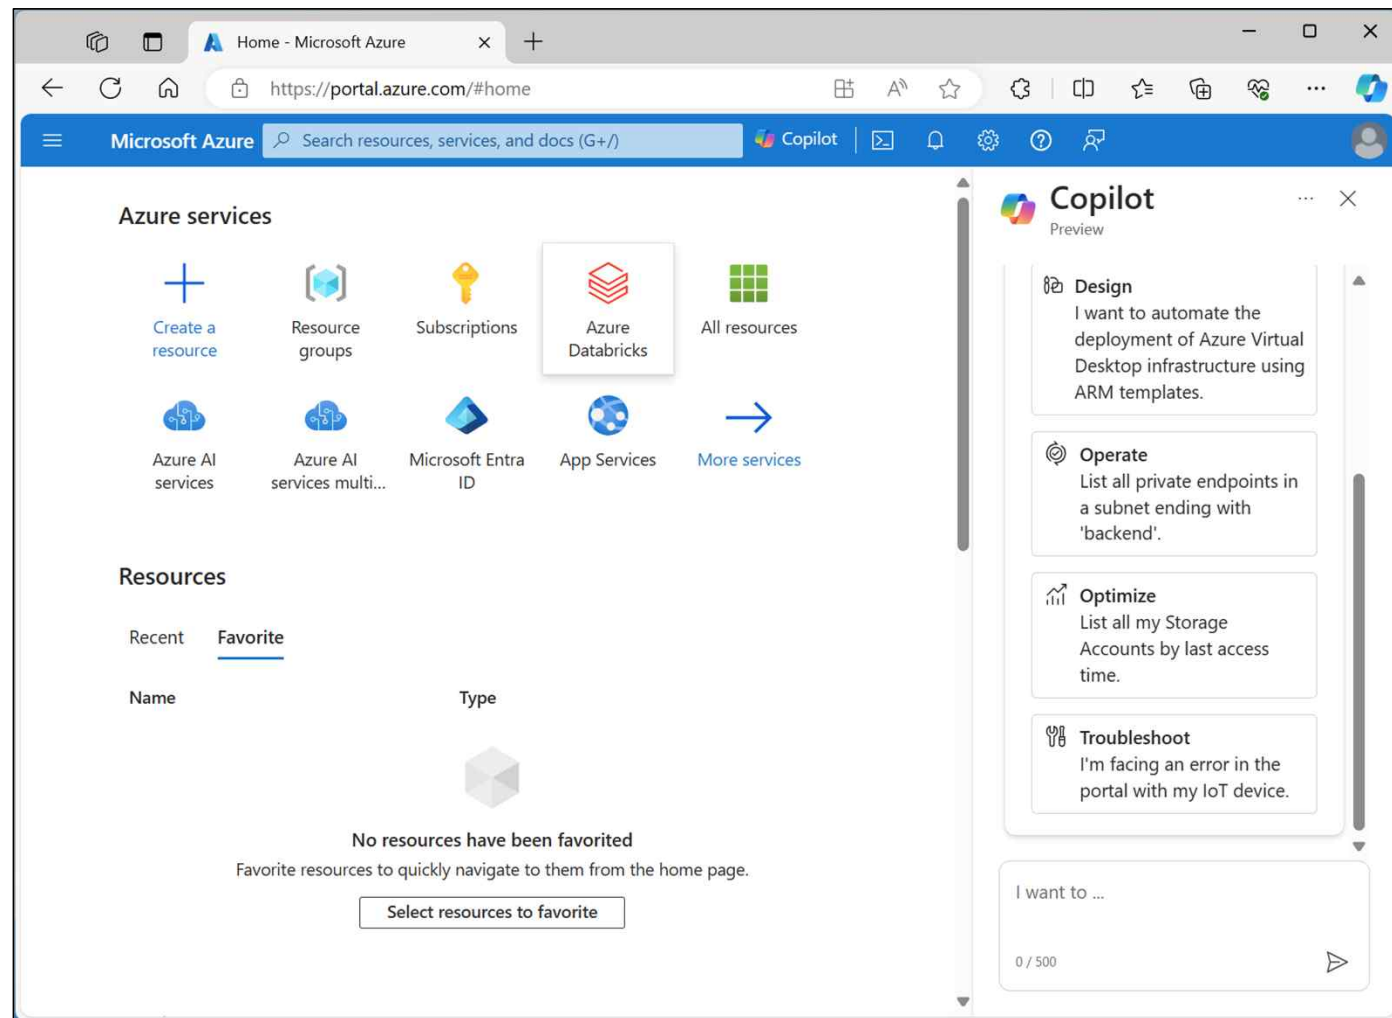 Home - Microsoft Azure
https://portal.azure.com/#home
Microsoft Azure
Search resources, services, and docs (G+/)
Copilot
Azure services
Create a
resource
Resource
groups
Subscriptions
Azure
Databricks
All resources
Azure AI
services
Azure AI
services multi...
Microsoft Entra
ID
App Services
More services
Resources
Recent
Favorite
Name
Type
No resources have been favorited
Favorite resources to quickly navigate to them from the home page.
Select resources to favorite
Copilot
Preview
Design
I want to automate the
deployment of Azure Virtual
Desktop infrastructure using
ARM templates.
Operate
List all private endpoints in
a subnet ending with
'backend'.
Optimize
List all my Storage
Accounts by last access
time.
Troubleshoot
I'm facing an error in the
portal with my IoT device.
I want to ...
0 / 500